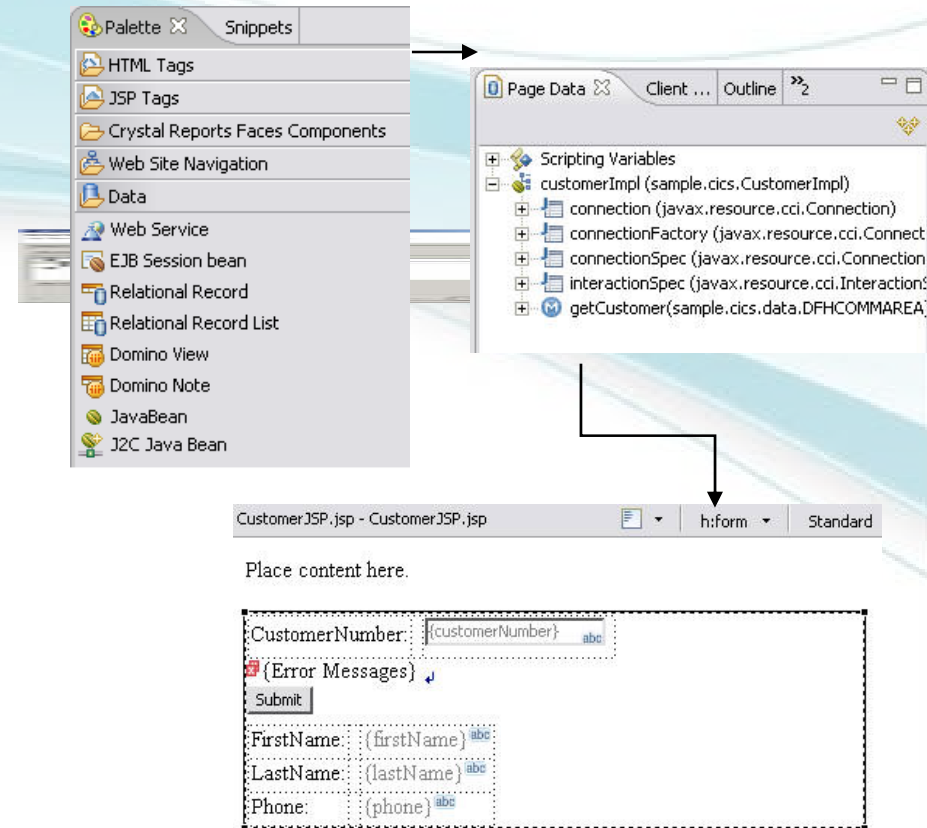 Palette Snippets
HTML Tags
JSP Tags
Crystal Reports Faces Components
Web Site Navigation
Data
Web Service
EJB Session bean
Relational Record
Relational Record List
Domino View
Domino Note
JavaBean
J2C Java Bean
Page Data Client ... Outline »2
Scripting Variables
customerImpl (sample.cics.CustomerImpl)
connection (javax.resource.cci.Connection)
connectionFactory (javax.resource.cci.Connect
connectionSpec (javax.resource.cci.Connection
interactionSpec (javax.resource.cci.InteractionS
getCustomer(sample.cics.data.DFHCOMMAREA)
CustomerJSP.jsp - CustomerJSP.jsp h:form Standard
Place content here.
CustomerNumber: {customerNumber} abc
{Error Messages}
Submit
FirstName: {firstName} abc
LastName: {lastName} abc
Phone: {phone} abc